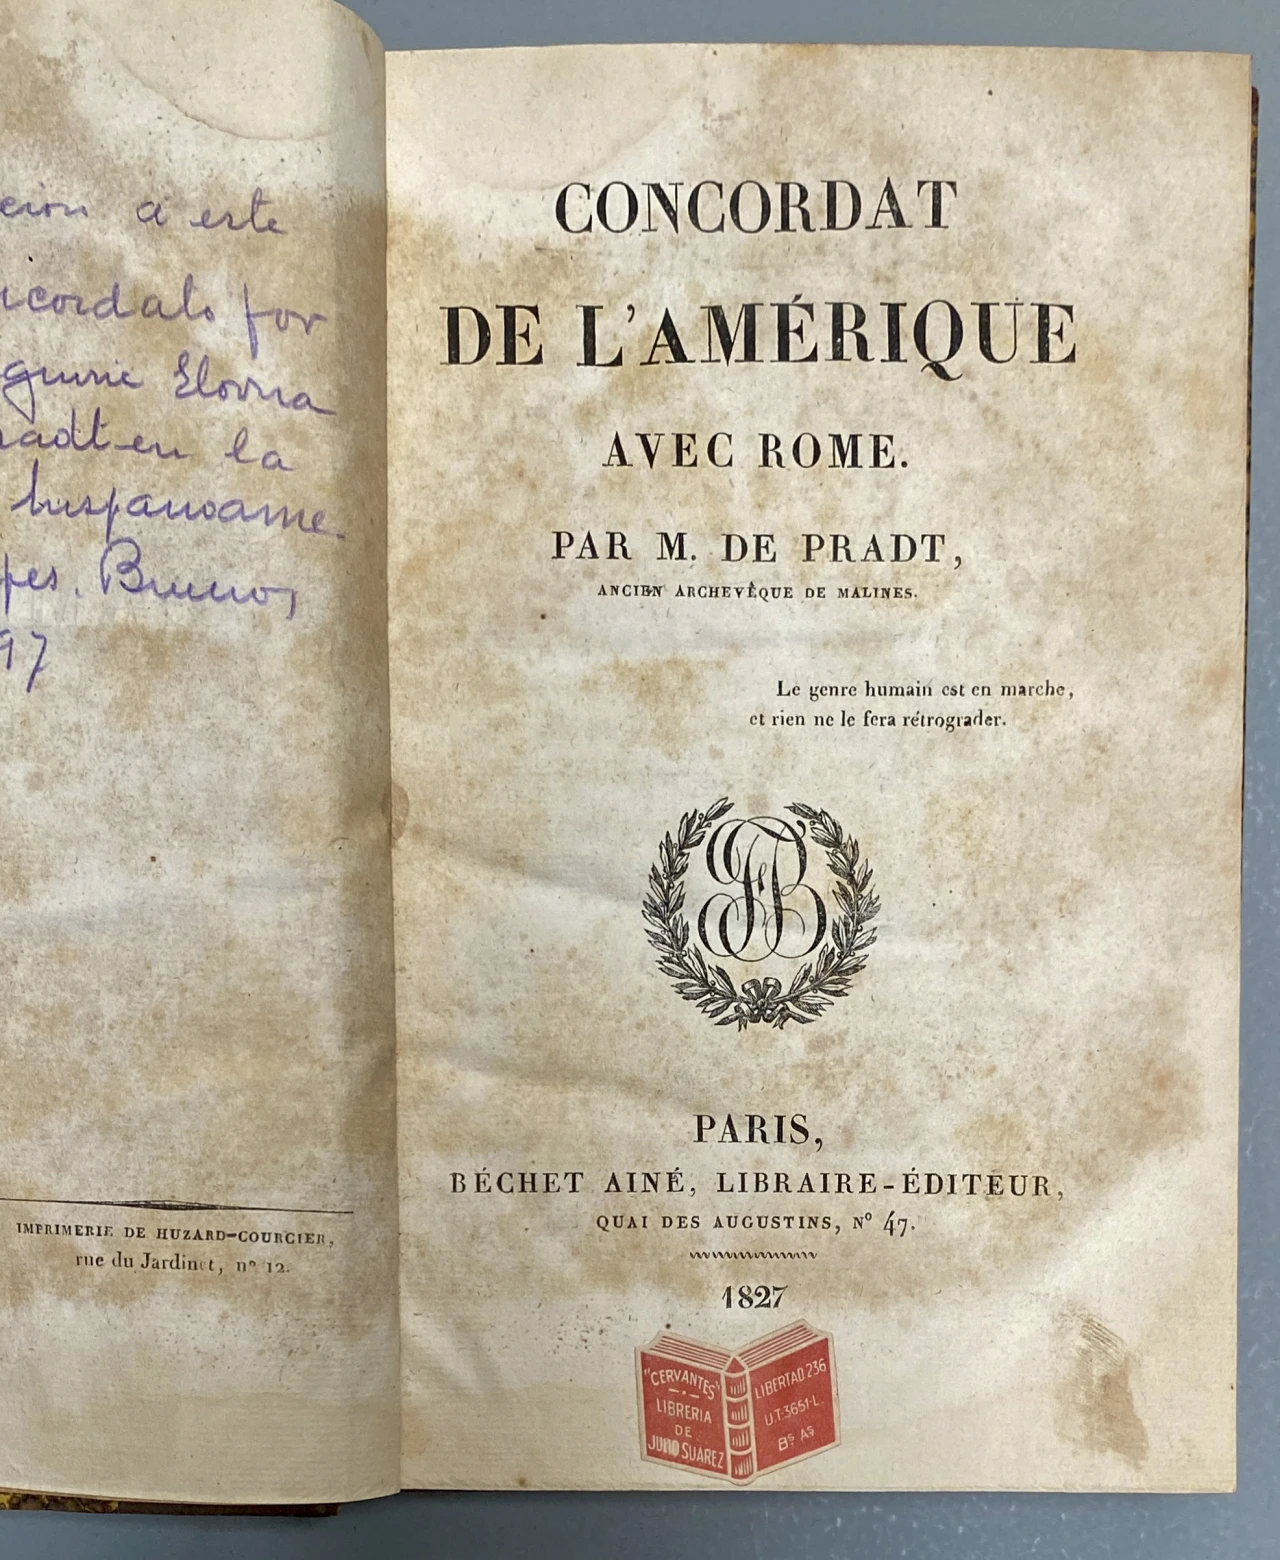 a este
por
en la
hispanoame-
97
IMPRIMERIE DE HUZARD-COURCIER,
rue du Jardinet, nº 12.
CONCORDAT
DE L'AMÉRIQUE
AVEC ROME.
PAR M. DE PRADT,
ANCIEN ARCHEVÊQUE DE MALINES.
Le genre humain est en marche,
et rien ne le fera rétrograder.
PARIS,
BÉCHET AINÉ, LIBRAIRE-ÉDITEUR,
QUAI DES AUGUSTINS, Nº 47.
1827
"CERVANTES"
LIBRERIA
DE
JULIO SUAREZ
LIBERTAD 236
U.T. 3651-L.
Bs As